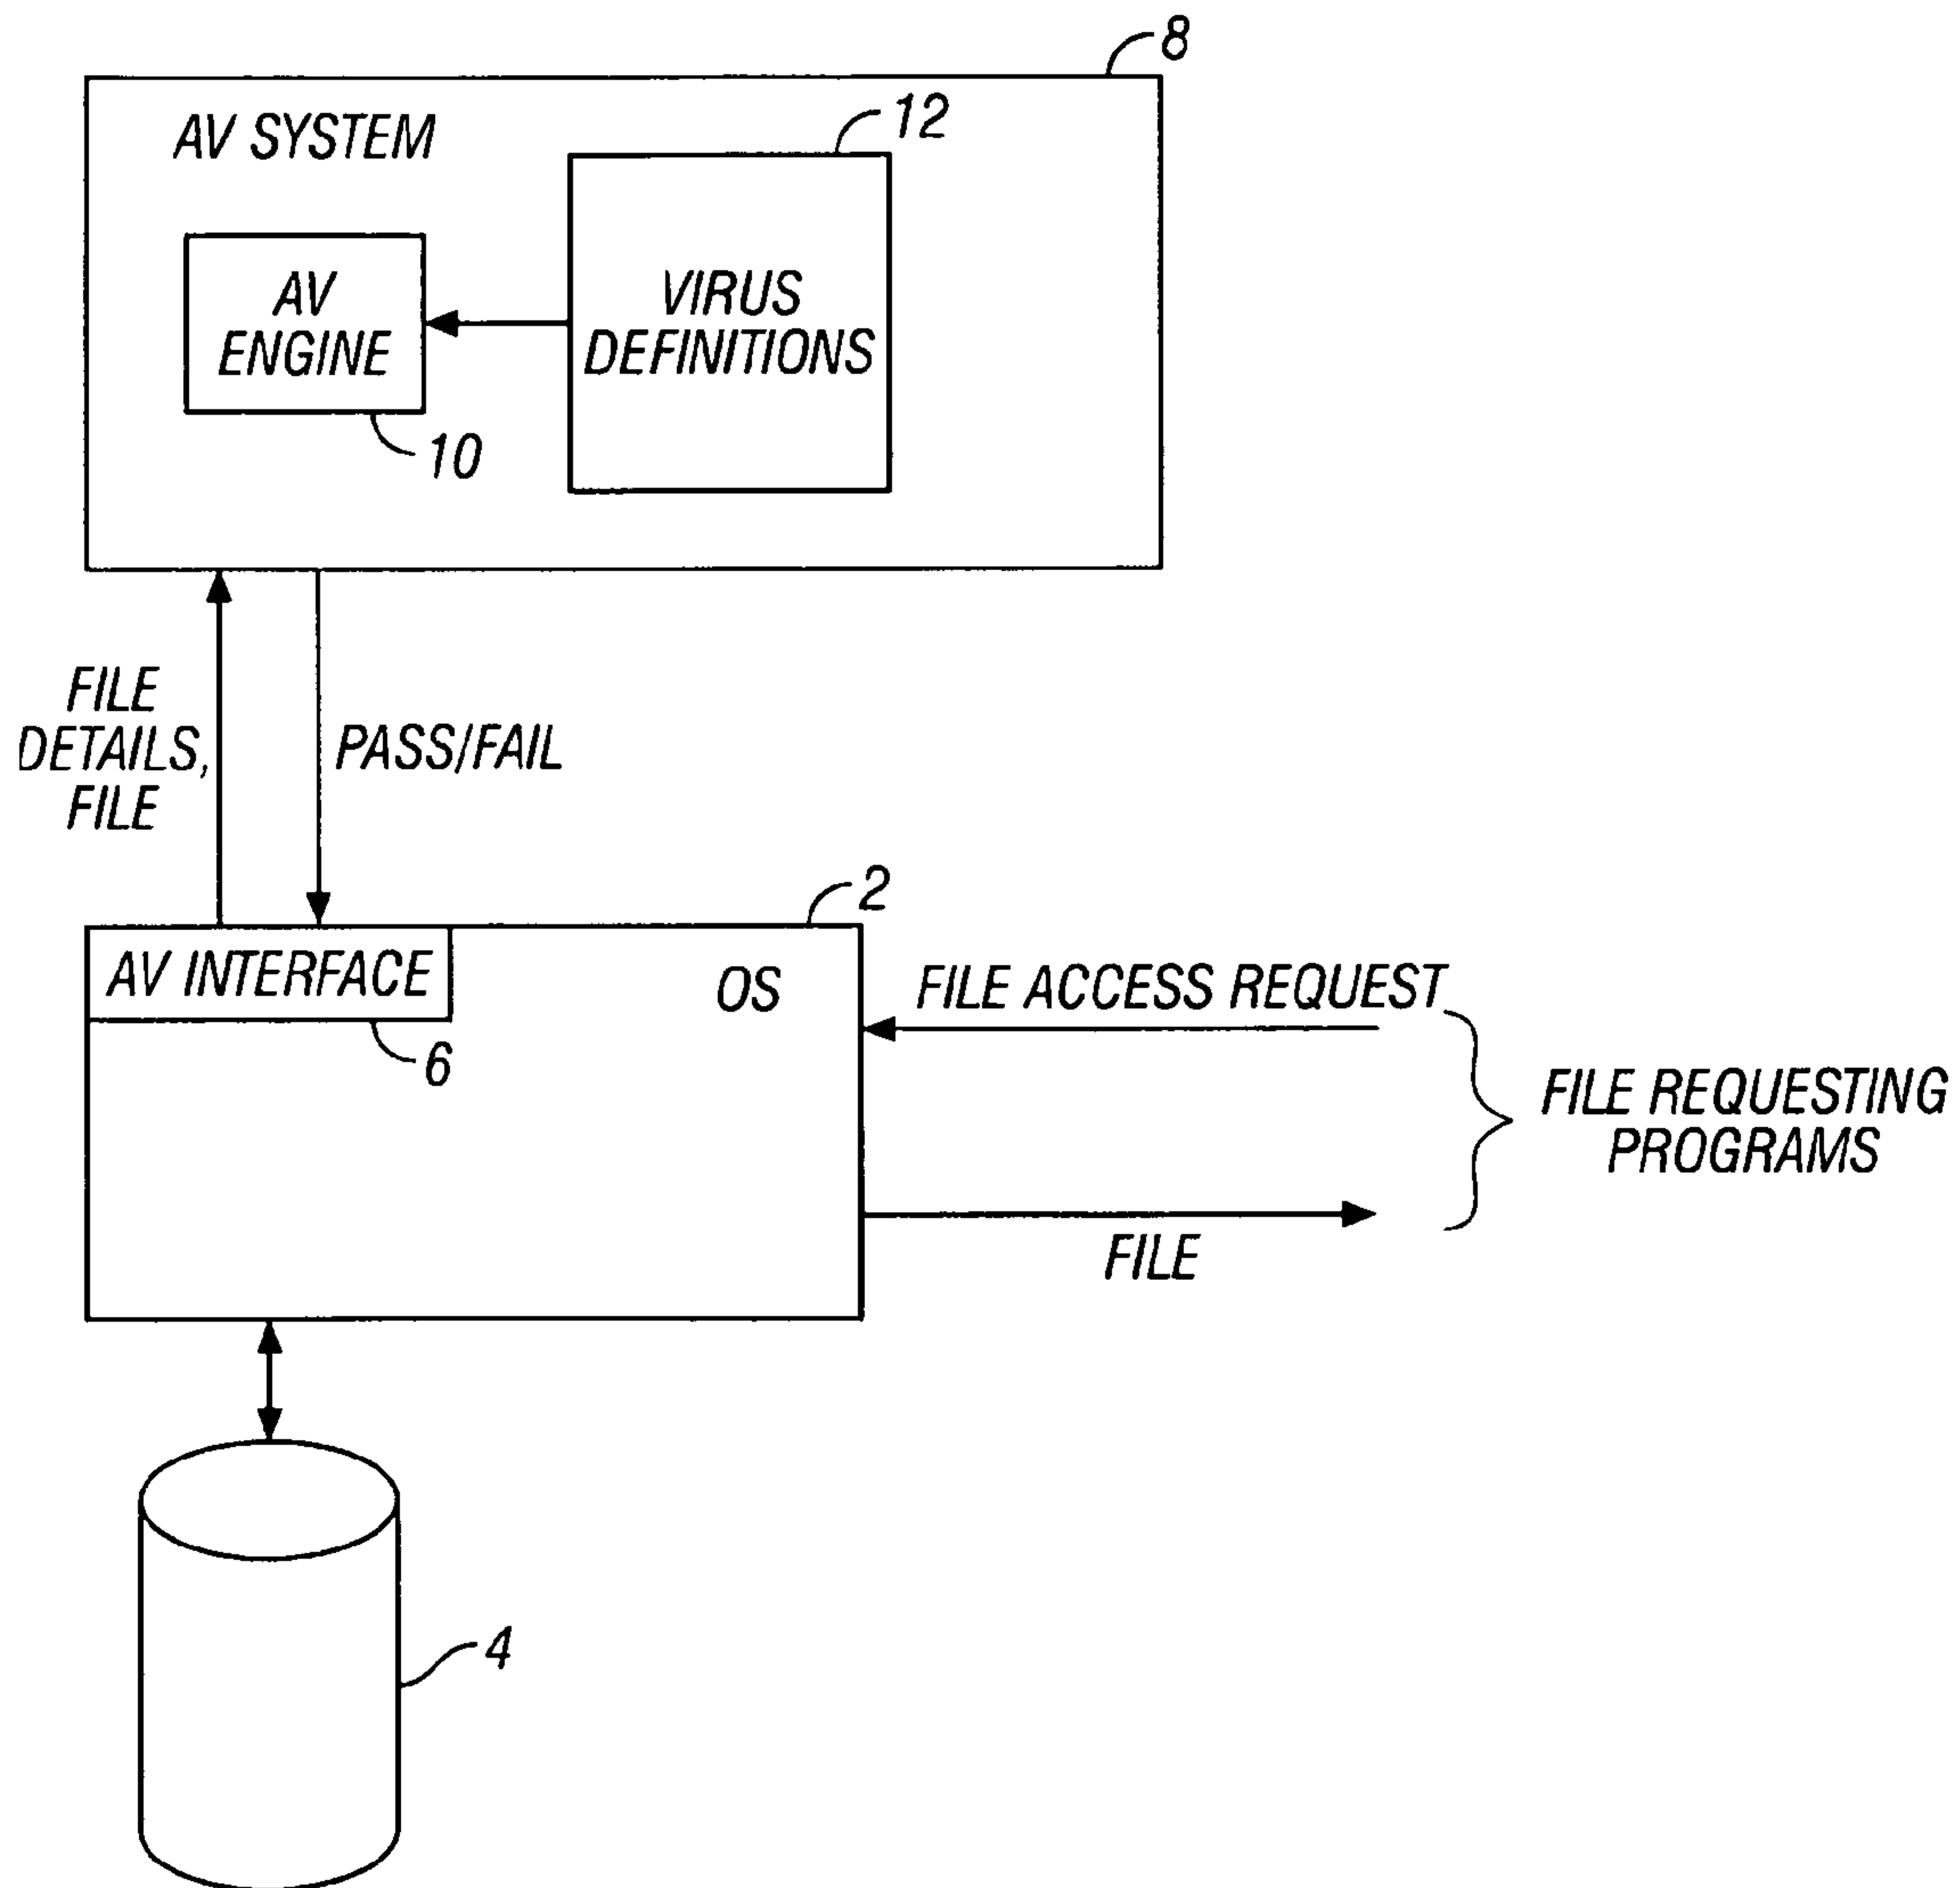 8
AV SYSTEM
12
AV
ENGINE
10
VIRUS
DEFINITIONS
FILE
DETAILS,
FILE
PASS/FAIL
2
AV INTERFACE
6
OS
FILE ACCESS REQUEST
FILE
FILE REQUESTING
PROGRAMS
4